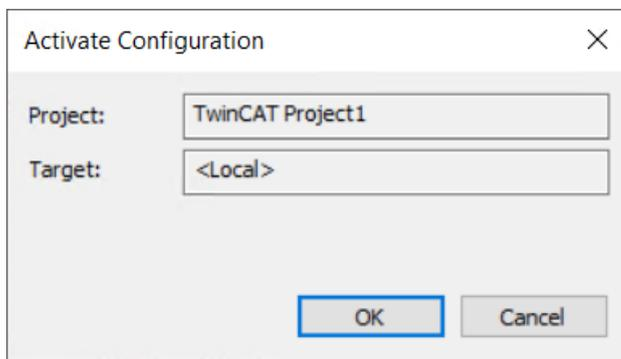 Activate Configuration
Project: TwinCAT Project1
Target: <Local>
OK Cancel